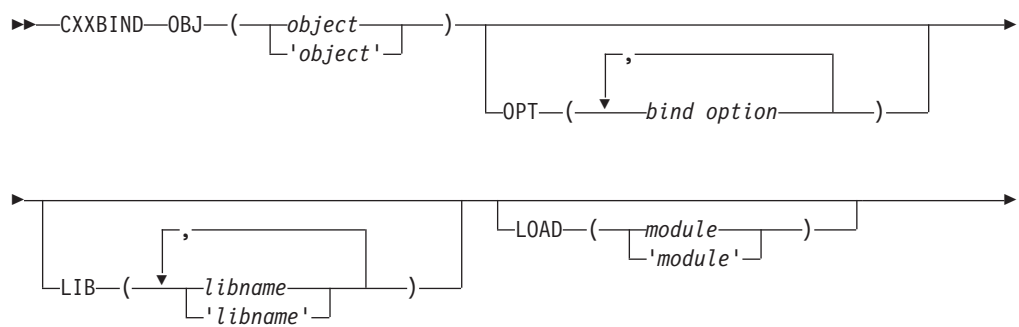 CXXBIND OBJ ( object )
'object'
,
OPT ( bind option )
,
LOAD ( module )
'module'
LIB ( libname )
'libname'